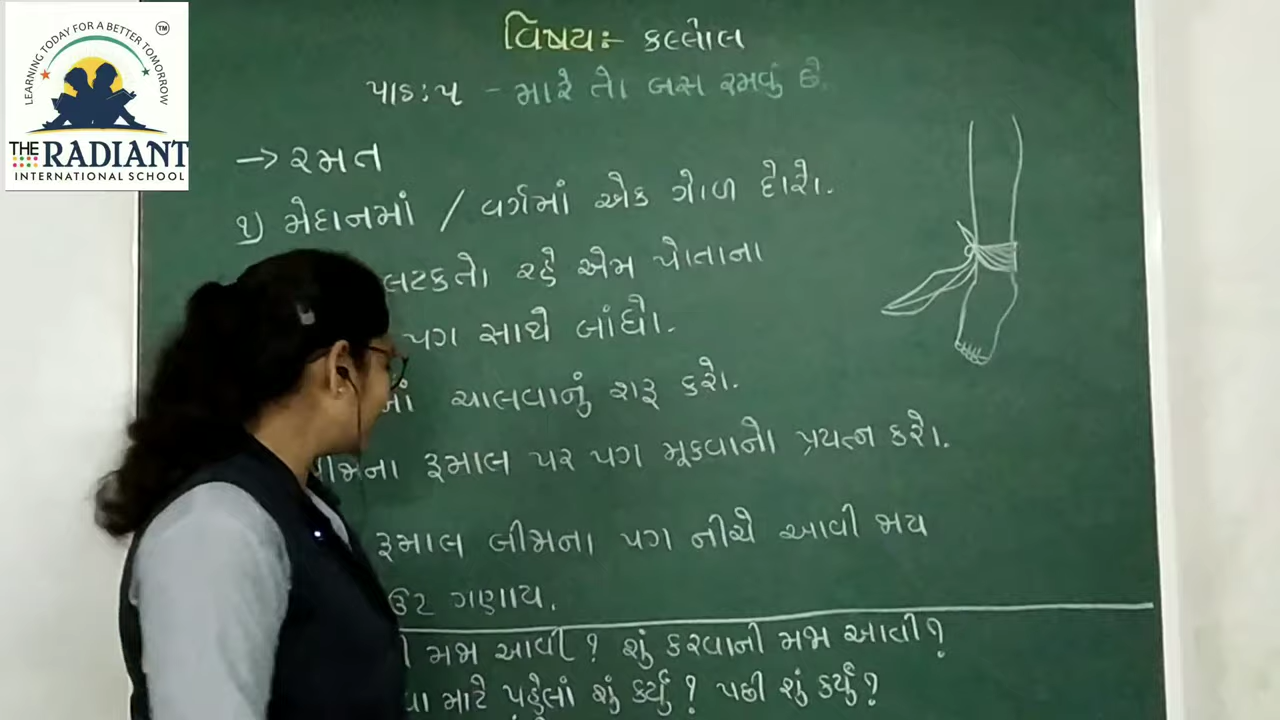 LEARNING TODAY FOR A BETTER TOMORROW
TM
THE RADIANT
INTERNATIONAL SCHOOL
વિષય:- કલ્લોલ
પાઠ:૫ - મારે તો બસ રમવું છે.
→ રમત
૧) મેદાનમાં / વર્ગમાં એક ગોળ દોરો.
લટકતો રહે એમ પોતાના
પગ સાથે બાંધો.
ચાલવાનું શરૂ કરો.
રૂમાલ પર પગ મૂકવાનો પ્રયત્ન કરો.
રૂમાલ બીજાના પગ નીચે આવી જાય
ગણાય.
મજા આવી? શું કરવાની મજા આવી?
માટે પહેલાં શું કર્યું? પછી શું કર્યું?